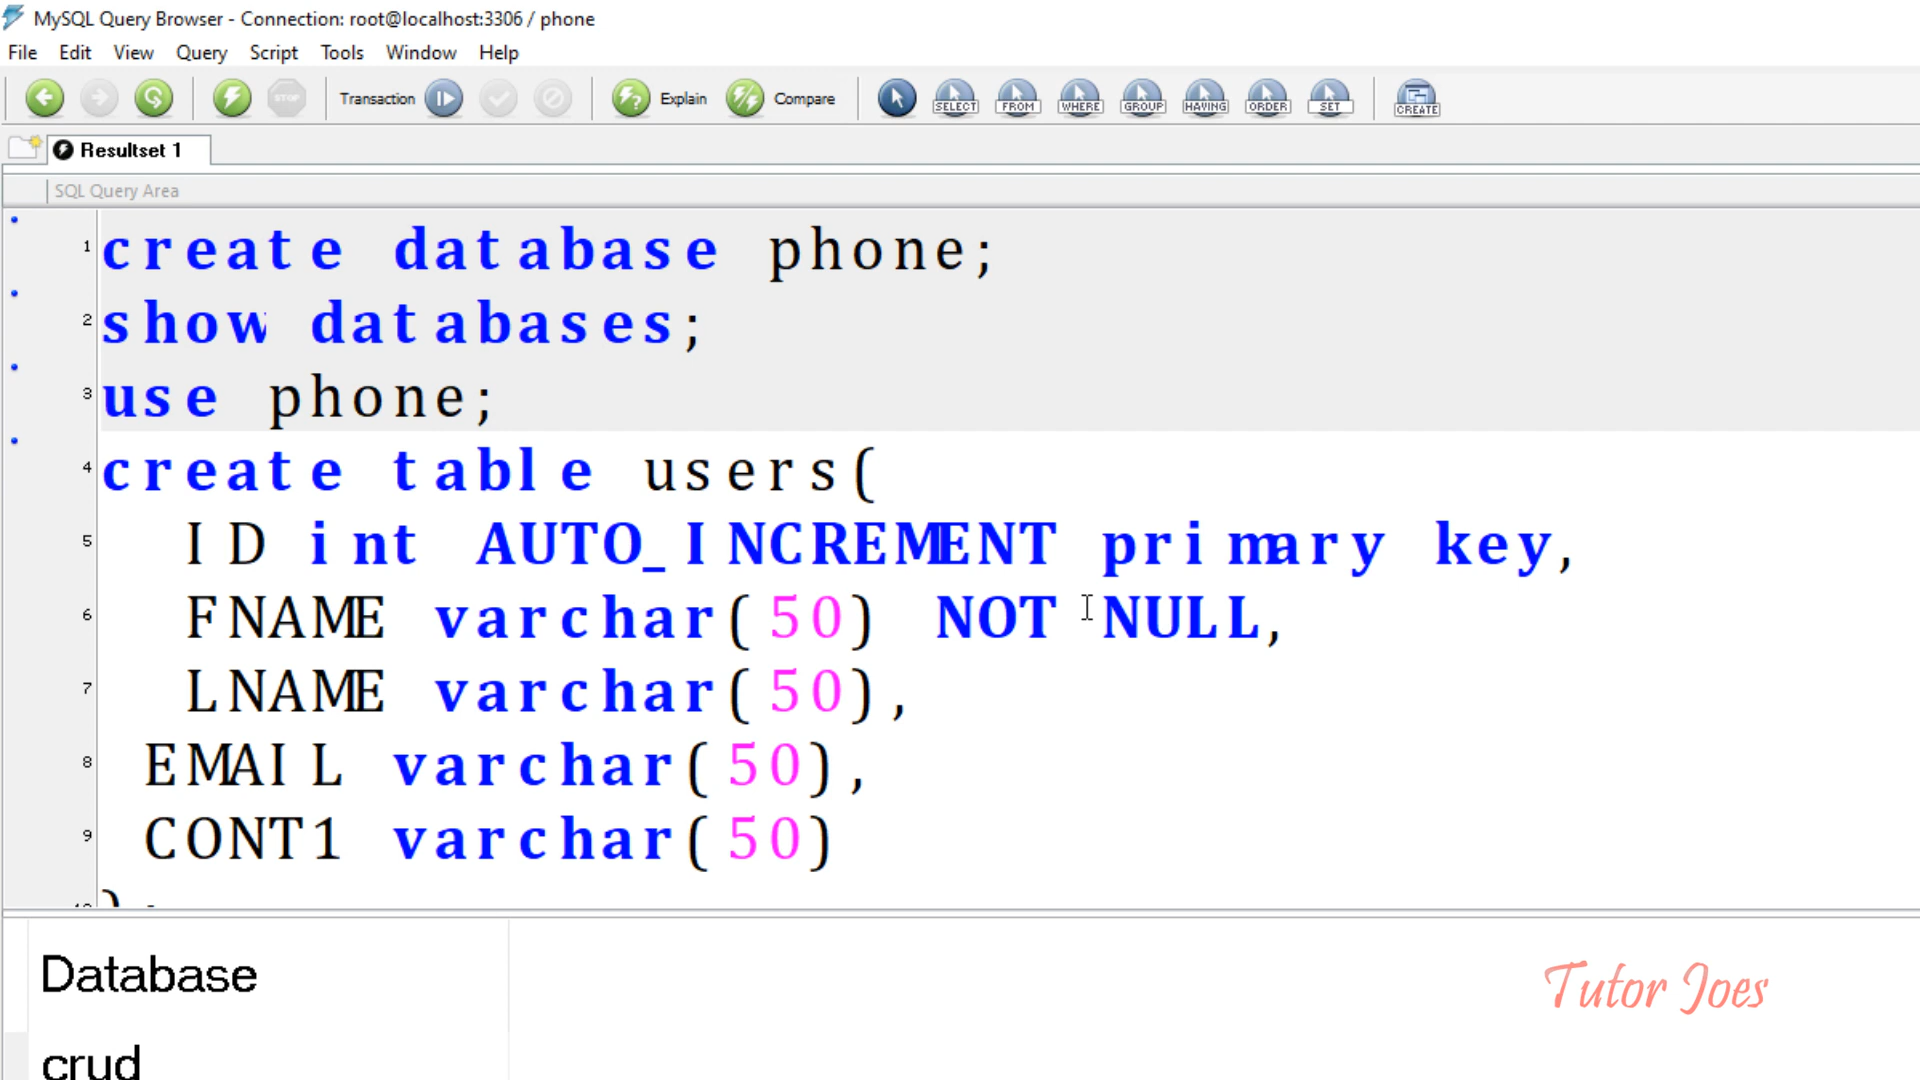 MySQL Query Browser - Connection: root@localhost:3306 / phone
File Edit View Query Script Tools Window Help
STOP Transaction Explain Compare SELECT FROM WHERE GROUP HAVING ORDER SET CREATE
Resultset 1
SQL Query Area
1 create database phone;
2 show databases;
3 use phone;
4 create table users(
5 ID int AUTO_INCREMENT primary key,
6 FNAME varchar(50) NOT NULL,
7 LNAME varchar(50),
8 EMAIL varchar(50),
9 CONT1 varchar(50)
Database
Tutor Joes
crud